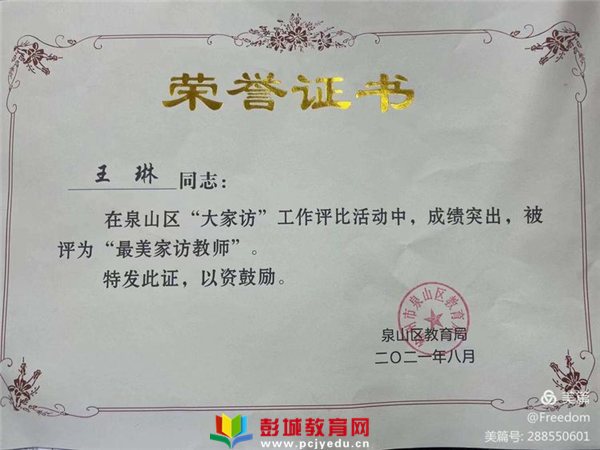 荣誉证书
王琳 同志：
在泉山区“大家访”工作评比活动中，成绩突出，被
评为“最美家访教师”。
特发此证，以资鼓励。
泉山区教育局
二〇二一年八月
美篇
@Freedom
美篇号: 288550601
彭城教育网
www.pcjyedu.cn